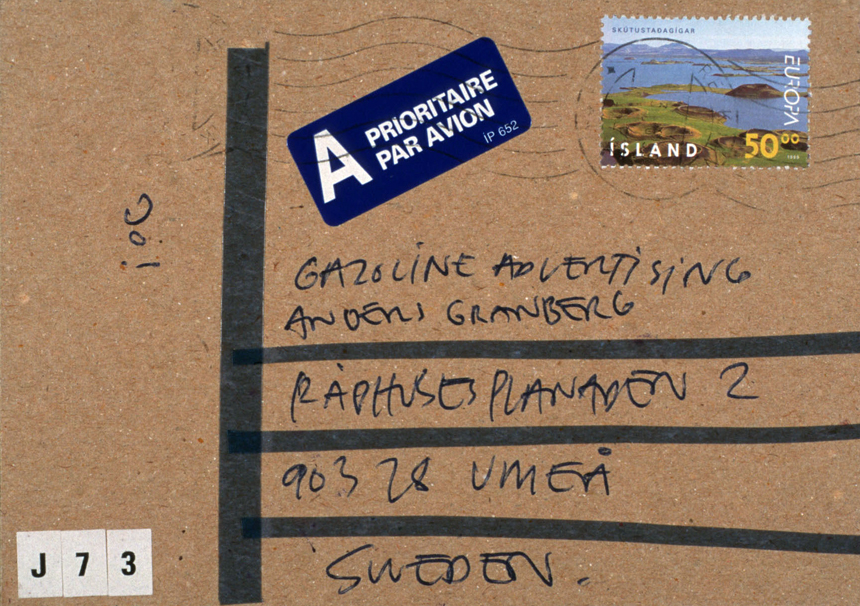 SKÚTUSTAÐAGÍGAR
EUROPA
ÍSLAND 50⁰⁰
A PRIORITAIRE
PAR AVION
IP 652
GAZOLINE ADVERTISING
ANDERS GRANBERG
RÅDHUSESPLANADEN 2
903 28 UMEÅ
SWEDEN.
J 7 3